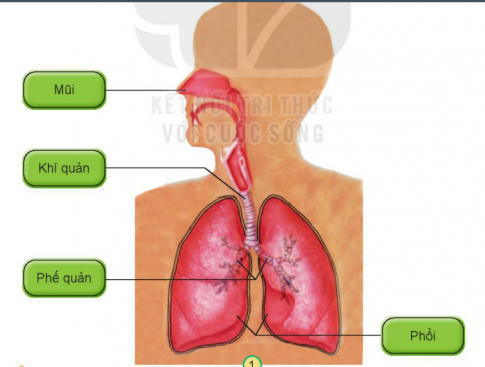 Mũi
KẾT NỐI TRI THỨC
VỚI CUỘC SỐNG
Khí quản
Phế quản
Phổi
1